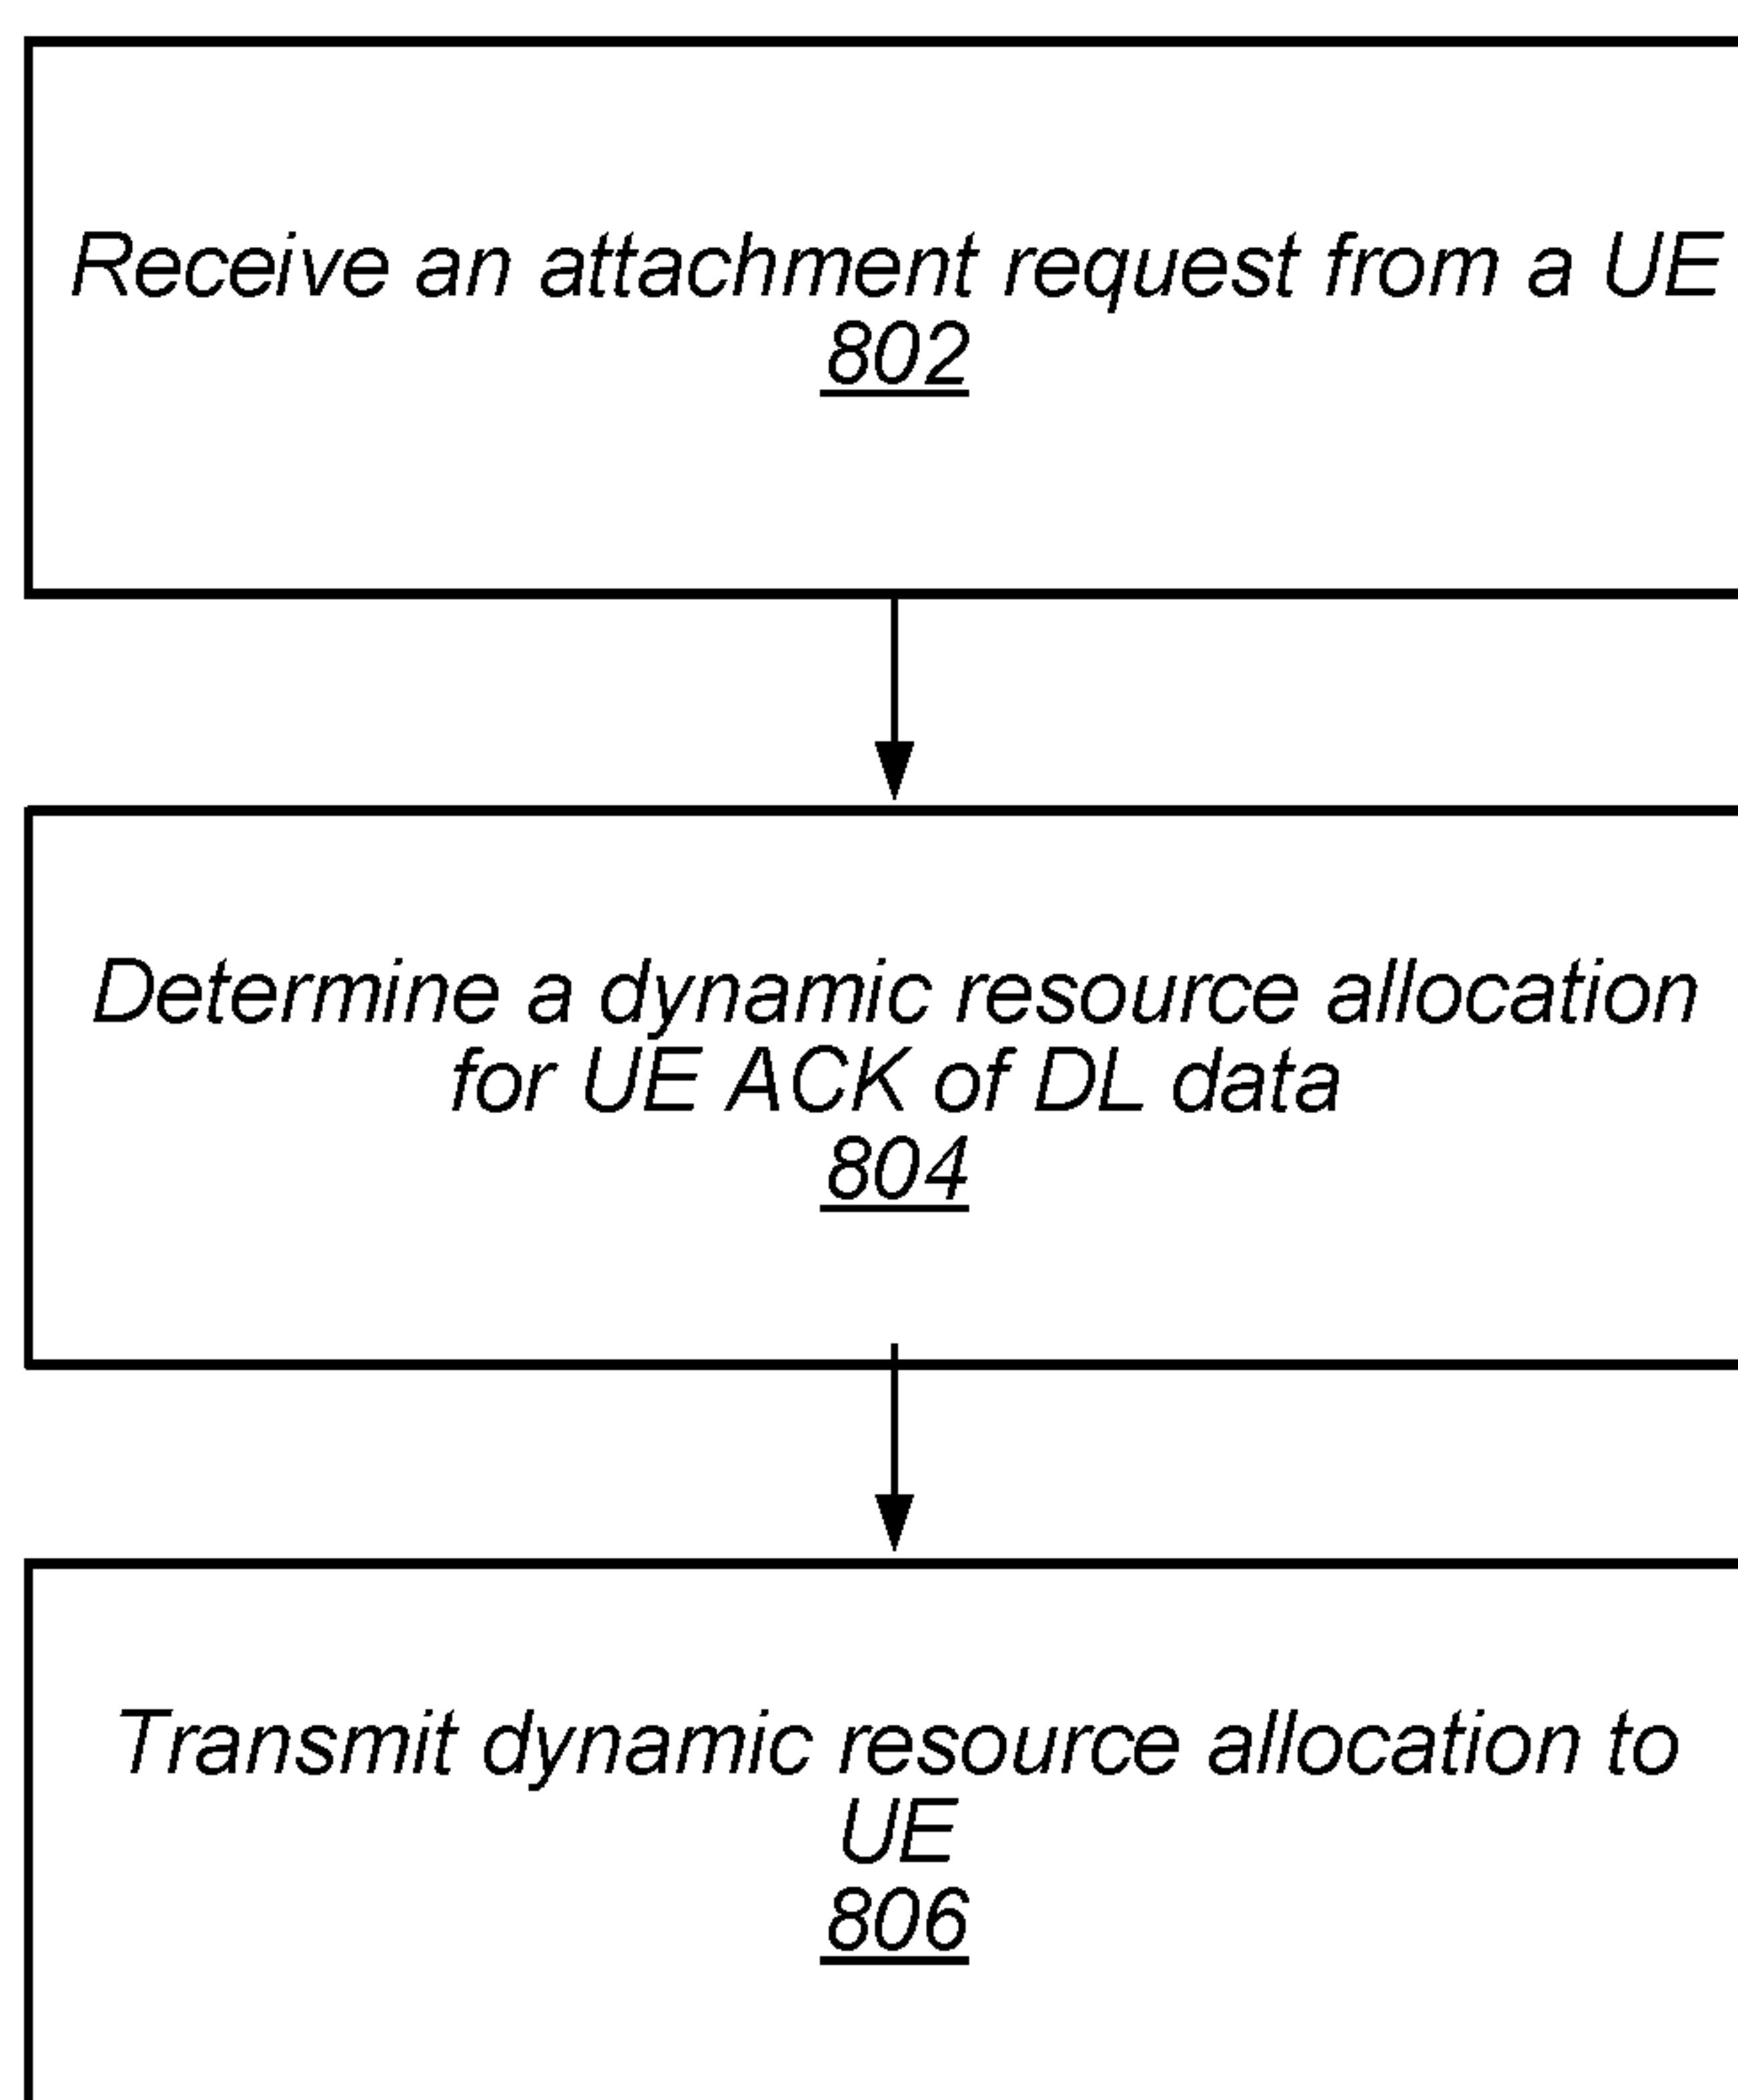 Receive an attachment request from a UE
802
Determine a dynamic resource allocation
for UE ACK of DL data
804
Transmit dynamic resource allocation to
UE
806